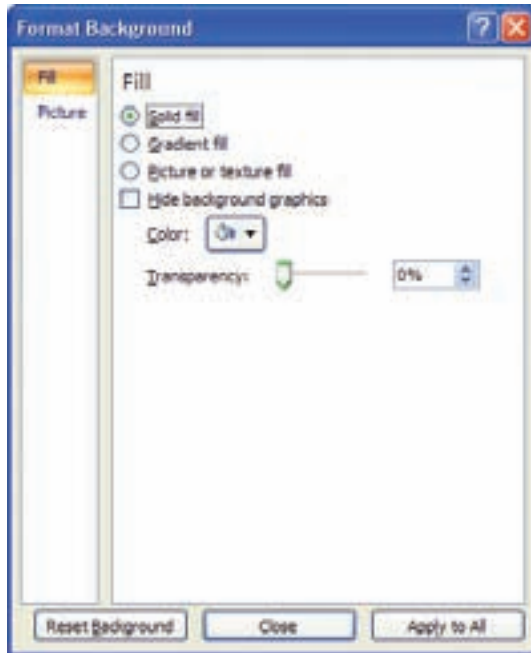 Format Background
Fill
Picture
Fill
Solid fill
Gradient fill
Picture or texture fill
Hide background graphics
Color:
Transparency: 0%
Reset Background Close Apply to All